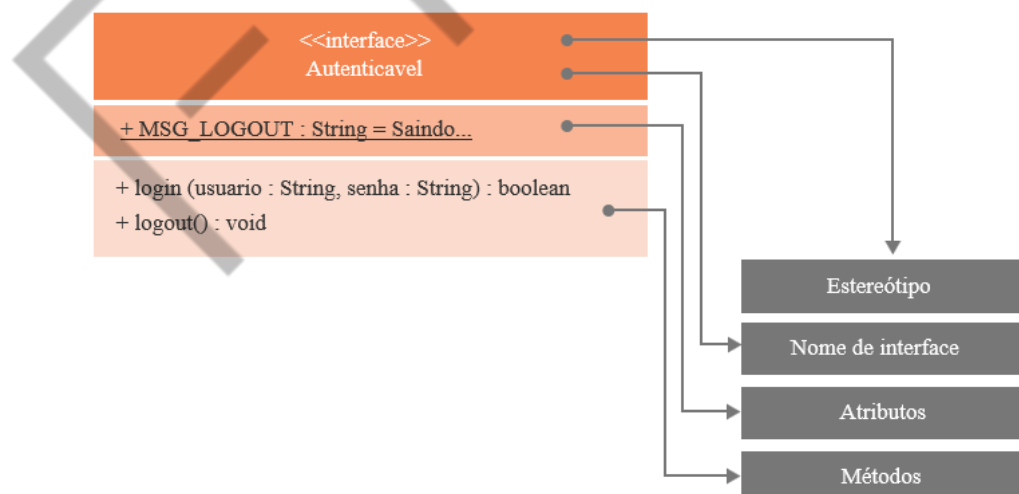 <<interface>>
Autenticavel
+ MSG_LOGOUT : String = Saindo...
+ login (usuario : String, senha : String) : boolean
+ logout() : void
Estereótipo
Nome de interface
Atributos
Métodos